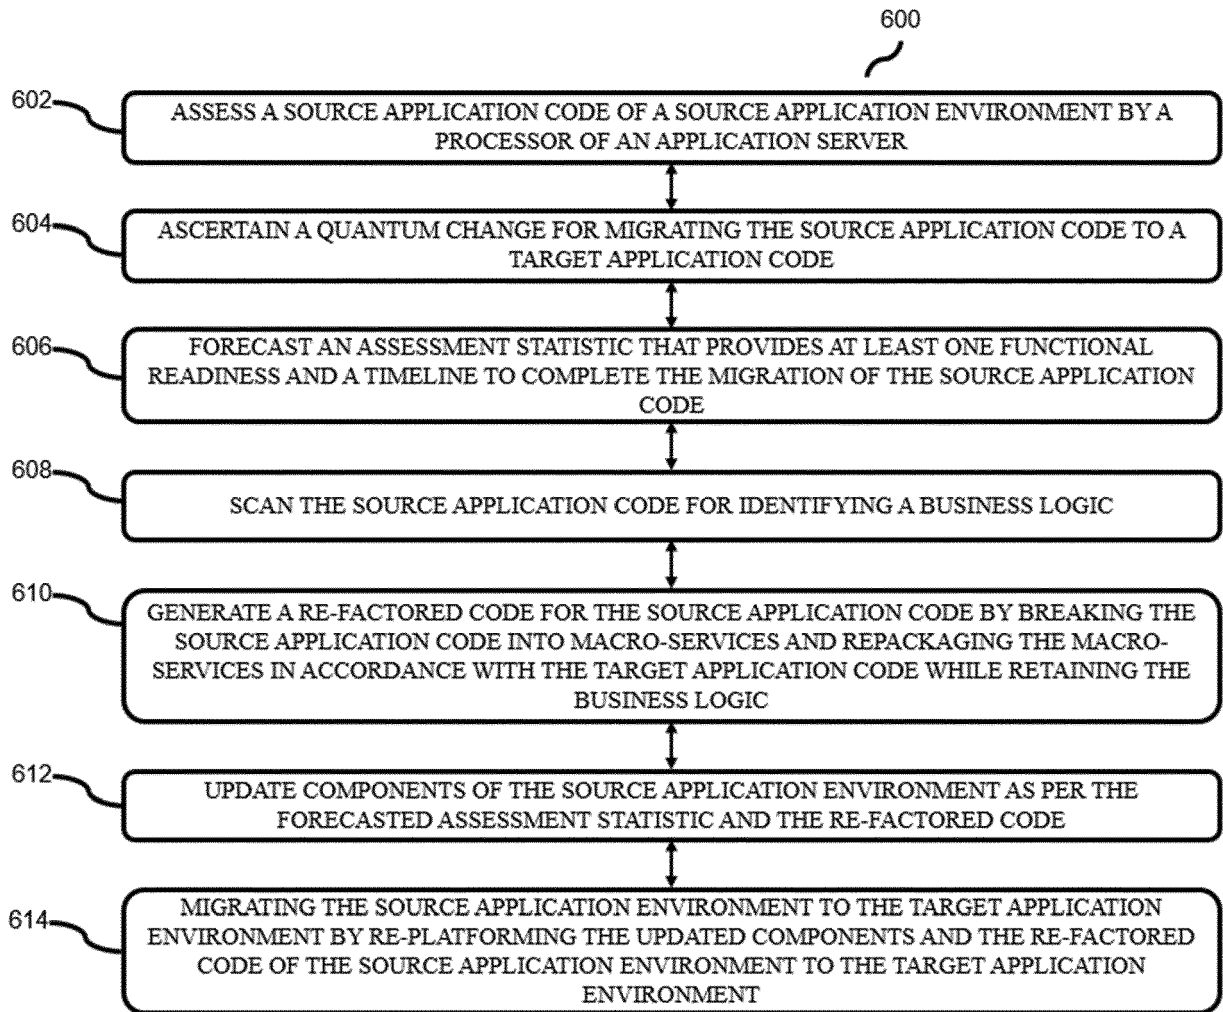 600
602
ASSESS A SOURCE APPLICATION CODE OF A SOURCE APPLICATION ENVIRONMENT BY A
PROCESSOR OF AN APPLICATION SERVER
604
ASCERTAIN A QUANTUM CHANGE FOR MIGRATING THE SOURCE APPLICATION CODE TO A
TARGET APPLICATION CODE
606
FORECAST AN ASSESSMENT STATISTIC THAT PROVIDES AT LEAST ONE FUNCTIONAL
READINESS AND A TIMELINE TO COMPLETE THE MIGRATION OF THE SOURCE APPLICATION
CODE
608
SCAN THE SOURCE APPLICATION CODE FOR IDENTIFYING A BUSINESS LOGIC
610
GENERATE A RE-FACTORED CODE FOR THE SOURCE APPLICATION CODE BY BREAKING THE
SOURCE APPLICATION CODE INTO MACRO-SERVICES AND REPACKAGING THE MACRO-
SERVICES IN ACCORDANCE WITH THE TARGET APPLICATION CODE WHILE RETAINING THE
BUSINESS LOGIC
612
UPDATE COMPONENTS OF THE SOURCE APPLICATION ENVIRONMENT AS PER THE
FORECASTED ASSESSMENT STATISTIC AND THE RE-FACTORED CODE
614
MIGRATING THE SOURCE APPLICATION ENVIRONMENT TO THE TARGET APPLICATION
ENVIRONMENT BY RE-PLATFORMING THE UPDATED COMPONENTS AND THE RE-FACTORED
CODE OF THE SOURCE APPLICATION ENVIRONMENT TO THE TARGET APPLICATION
ENVIRONMENT